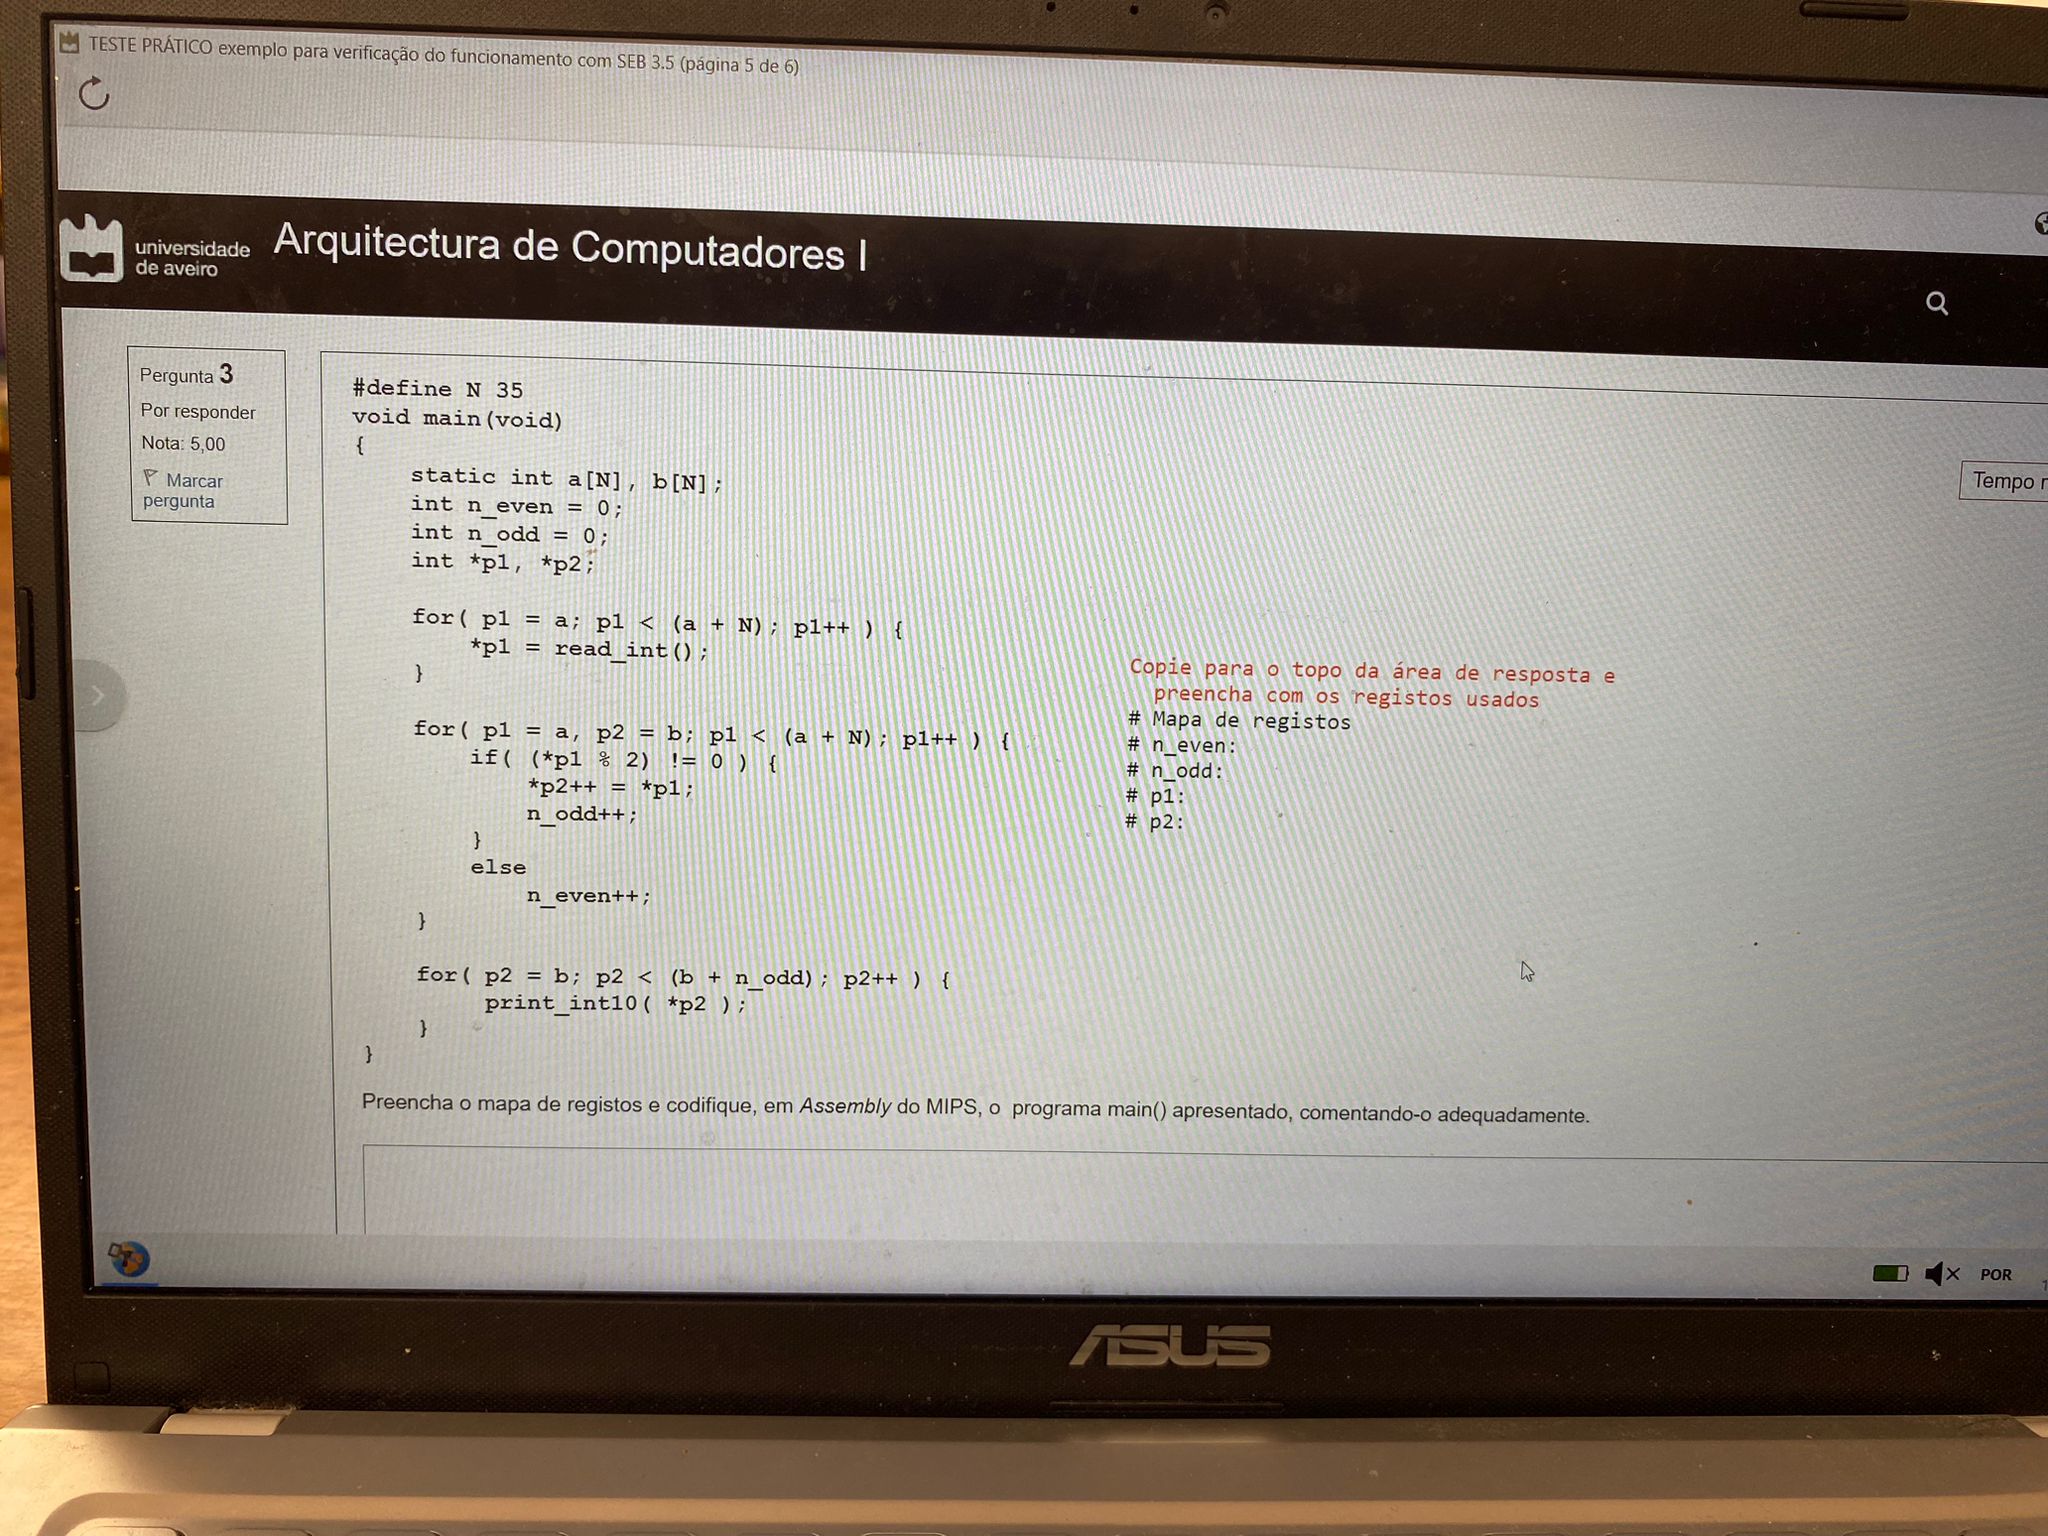 TESTE PRÁTICO exemplo para verificação do funcionamento com SEB 3.5 (página 5 de 6)
universidade
de aveiro
Arquitectura de Computadores I
Pergunta 3
Por responder
Nota: 5,00
Marcar
pergunta
Tempo
#define N 35
void main(void)
{
static int a[N], b[N];
int n_even = 0;
int n_odd = 0;
int *p1, *p2;
for( p1 = a; p1 < (a + N); p1++ ) {
*p1 = read_int();
}
for( p1 = a, p2 = b; p1 < (a + N); p1++ ) {
if( (*p1 % 2) != 0 ) {
*p2++ = *p1;
n_odd++;
}
else
n_even++;
}
for( p2 = b; p2 < (b + n_odd); p2++ ) {
print_int10( *p2 );
}
}
Copie para o topo da área de resposta e
preencha com os registos usados
# Mapa de registos
# n_even:
# n_odd:
# p1:
# p2:
Preencha o mapa de registos e codifique, em Assembly do MIPS, o programa main() apresentado, comentando-o adequadamente.
POR
ASUS